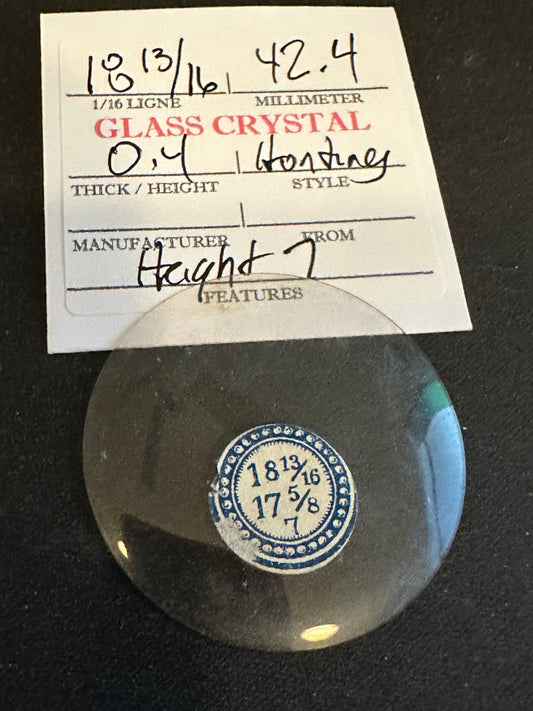 18 13/16 | 42.4
1/16 LIGNE MILLIMETER
GLASS CRYSTAL
0.4 | Hunting
THICK / HEIGHT STYLE
MANUFACTURER FROM
Height 7
FEATURES
18 13/16
17 5/8
7